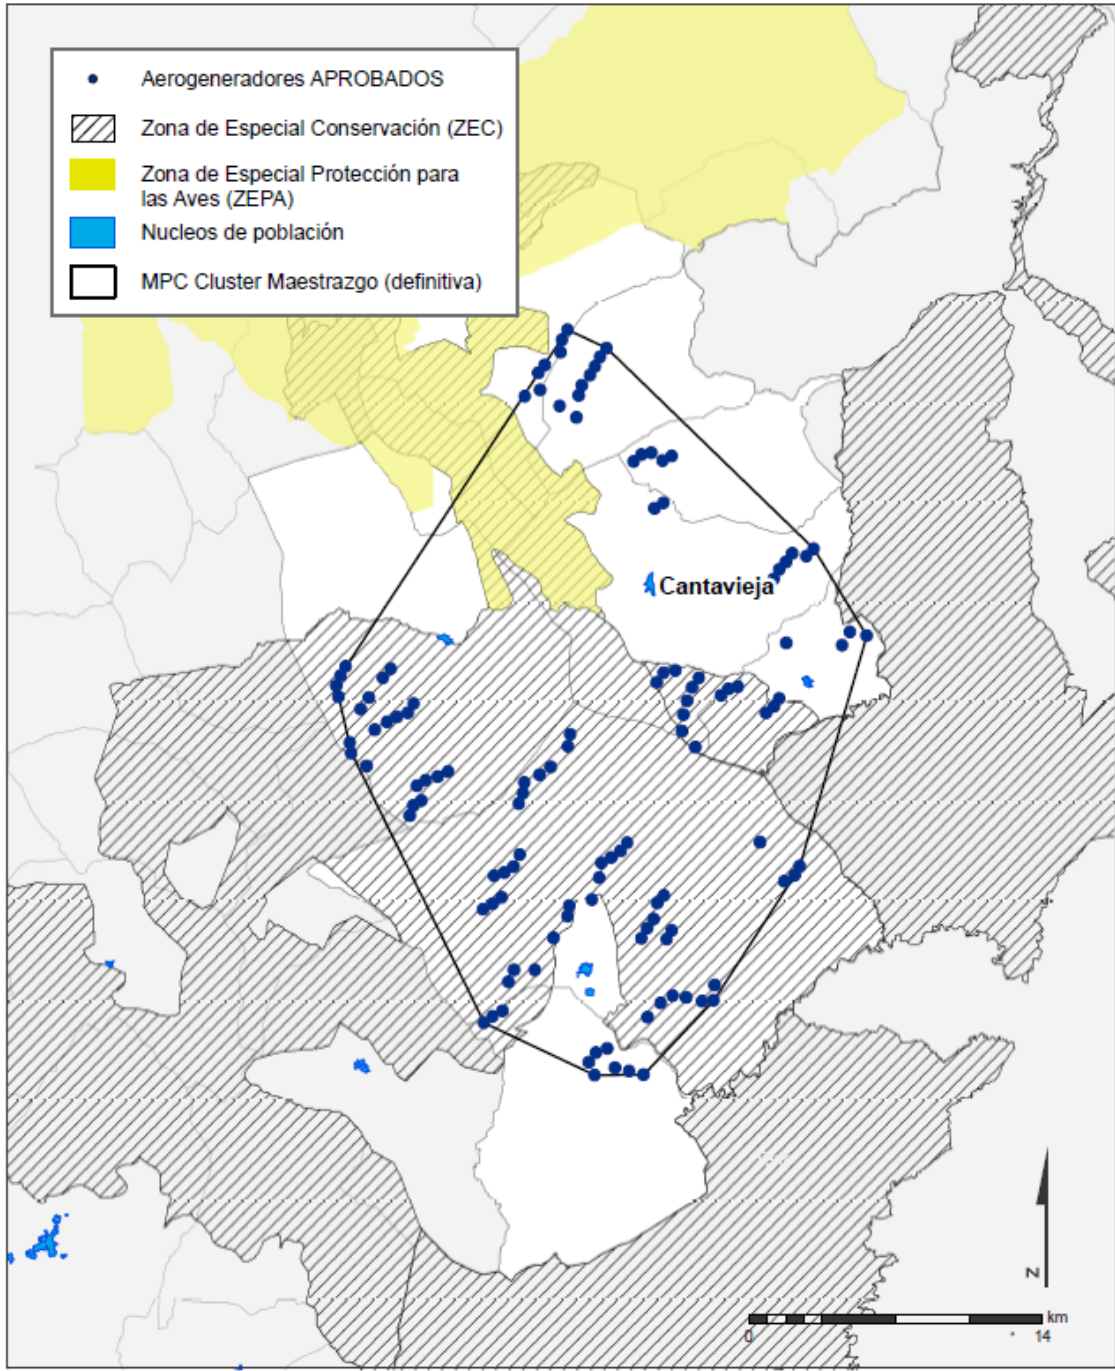 Aerogeneradores APROBADOS
Zona de Especial Conservación (ZEC)
Zona de Especial Protección para
las Aves (ZEPA)
Nucleos de población
MPC Cluster Maestrazgo (definitiva)
Cantavieja
N
km
0
14